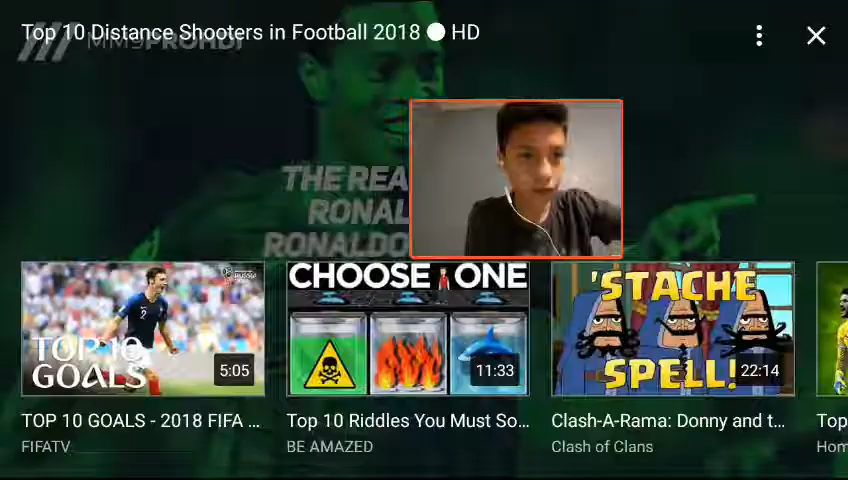 Top 10 Distance Shooters in Football 2018 ● HD
MM9PROHDI
THE REA
RONAL
RONALDO
TOP 10
GOALS
5:05
CHOOSE ONE
11:33
'STACHE
SPELL!
22:14
TOP 10 GOALS - 2018 FIFA ...
Top 10 Riddles You Must So...
Clash-A-Rama: Donny and t...
Top
FIFATV
BE AMAZED
Clash of Clans
Hom